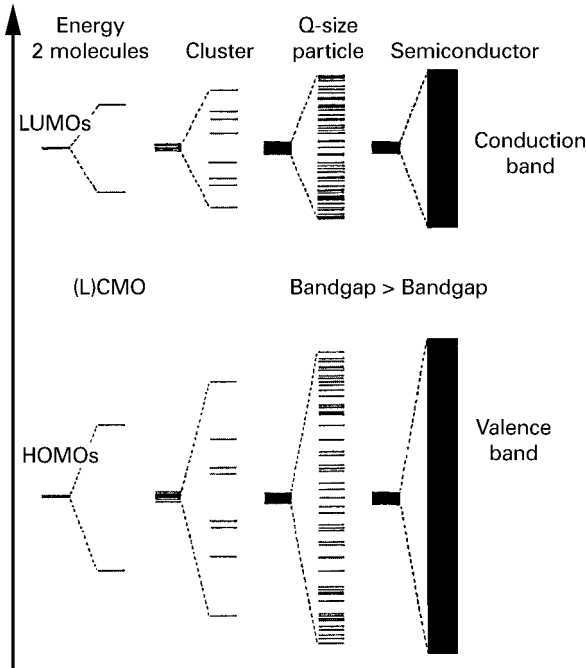 Energy
2 molecules
Cluster
Q-size
particle
Semiconductor
LUMOs
Conduction
band
(L)CMO
Bandgap > Bandgap
HOMOs
Valence
band